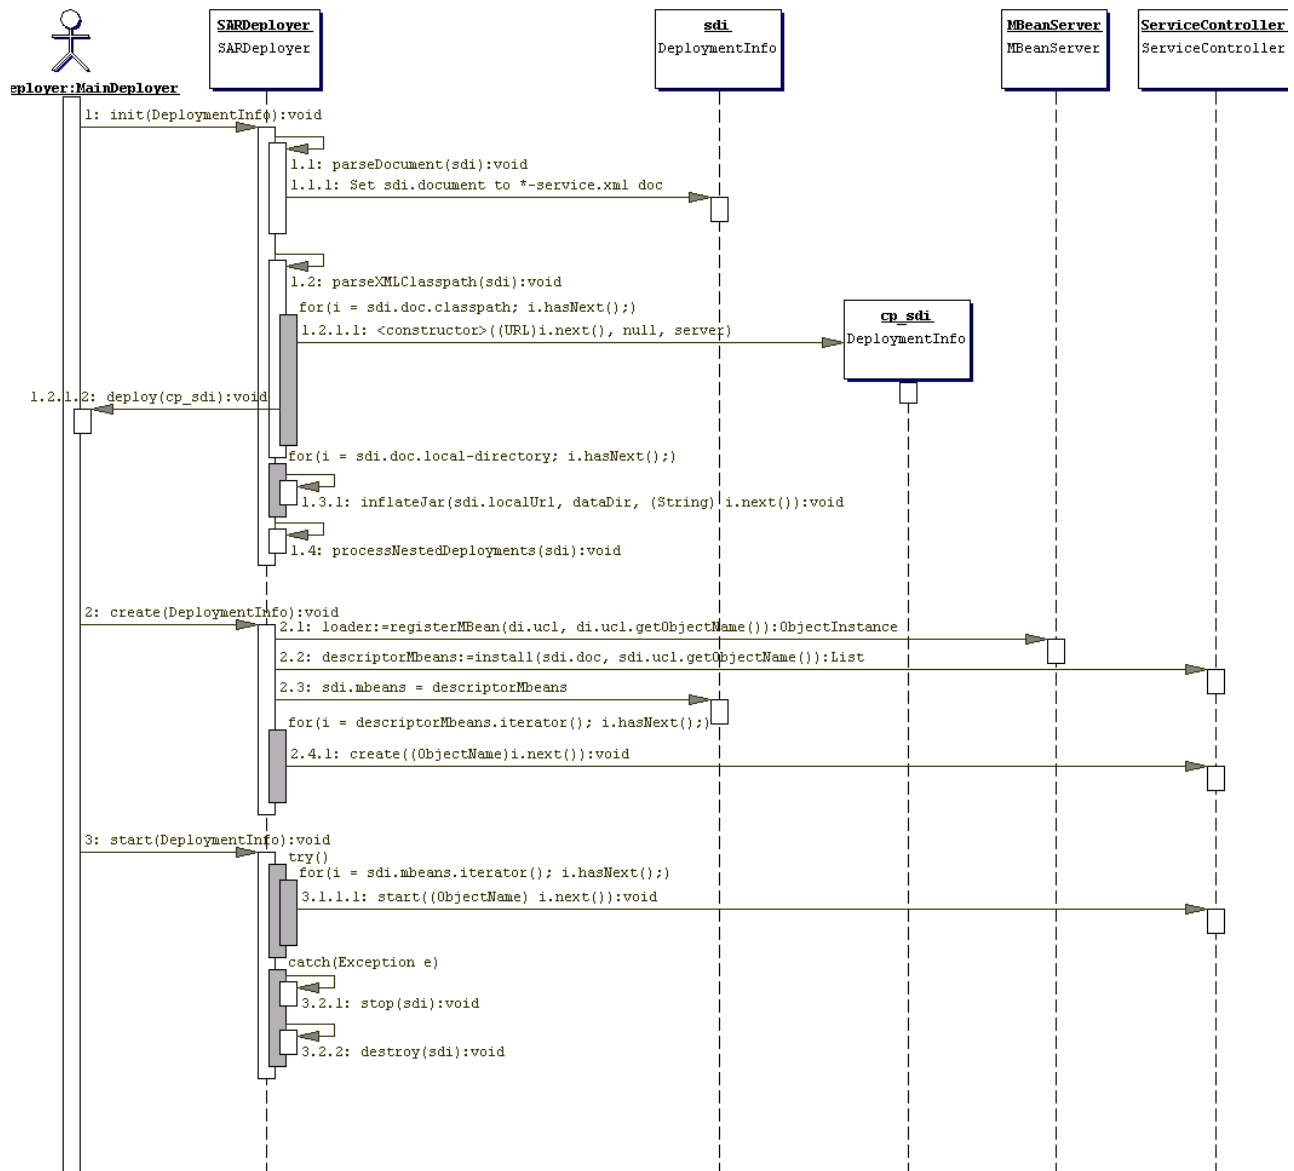 SARDeployer
SARDeployer
sdi
DeploymentInfo
MBeanServer
MBeanServer
ServiceController
ServiceController
eployer:MainDeployer
1: init(DeploymentInfo):void
1.1: parseDocument(sdi):void
1.1.1: Set sdi.document to *-service.xml doc
1.2: parseXMLClasspath(sdi):void
for(i = sdi.doc.classpath; i.hasNext();)
cp_sdi
DeploymentInfo
1.2.1.1: <constructor>((URL)i.next(), null, server)
1.2.1.2: deploy(cp_sdi):void
for(i = sdi.doc.local-directory; i.hasNext();)
1.3.1: inflateJar(sdi.localUrl, dataDir, (String) i.next()):void
1.4: processNestedDeployments(sdi):void
2: create(DeploymentInfo):void
2.1: loader:=registerMBean(di.ucl, di.ucl.getObjectName()):ObjectInstance
2.2: descriptorMbeans:=install(sdi.doc, sdi.ucl.getObjectName()):List
2.3: sdi.mbeans = descriptorMbeans
for(i = descriptorMbeans.iterator(); i.hasNext();)
2.4.1: create((ObjectName)i.next()):void
3: start(DeploymentInfo):void
try()
for(i = sdi.mbeans.iterator(); i.hasNext();)
3.1.1.1: start((ObjectName) i.next()):void
catch(Exception e)
3.2.1: stop(sdi):void
3.2.2: destroy(sdi):void